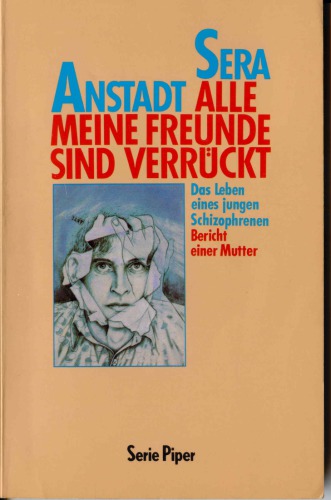 SERA
ANSTADT ALLE
MEINE FREUNDE
SIND VERRÜCKT
Das Leben
eines jungen
Schizophrenen
Bericht
einer Mutter
Serie Piper